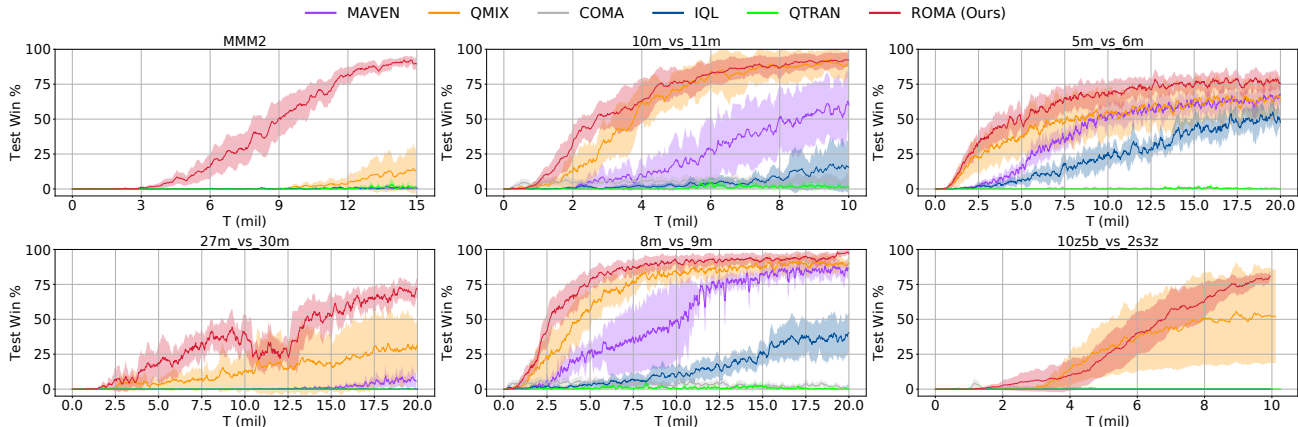 MAVEN QMIX COMA IQL QTRAN ROMA (Ours)
MMM2 10m_vs_11m 5m_vs_6m
Test Win % Test Win % Test Win %
100 100 100
75 75 75
50 50 50
25 25 25
0 0 0
0 3 6 9 12 15 0 2 4 6 8 10 0.0 2.5 5.0 7.5 10.0 12.5 15.0 17.5 20.0
T (mil) T (mil) T (mil)
27m_vs_30m 8m_vs_9m 10z5b_vs_2s3z
Test Win % Test Win % Test Win %
100 100 100
75 75 75
50 50 50
25 25 25
0 0 0
0.0 2.5 5.0 7.5 10.0 12.5 15.0 17.5 20.0 0.0 2.5 5.0 7.5 10.0 12.5 15.0 17.5 20.0 0 2 4 6 8 10
T (mil) T (mil) T (mil)